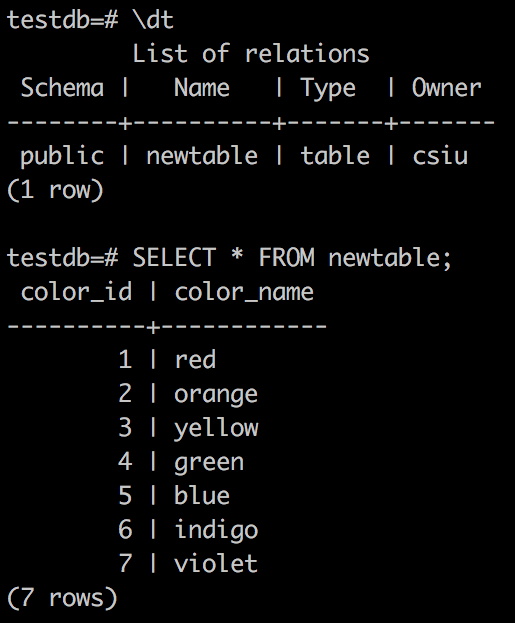 testdb=# \dt
         List of relations
 Schema |   Name   | Type  | Owner
--------+----------+-------+-------
 public | newtable | table | csiu
(1 row)

testdb=# SELECT * FROM newtable;
 color_id | color_name
----------+------------
        1 | red
        2 | orange
        3 | yellow
        4 | green
        5 | blue
        6 | indigo
        7 | violet
(7 rows)